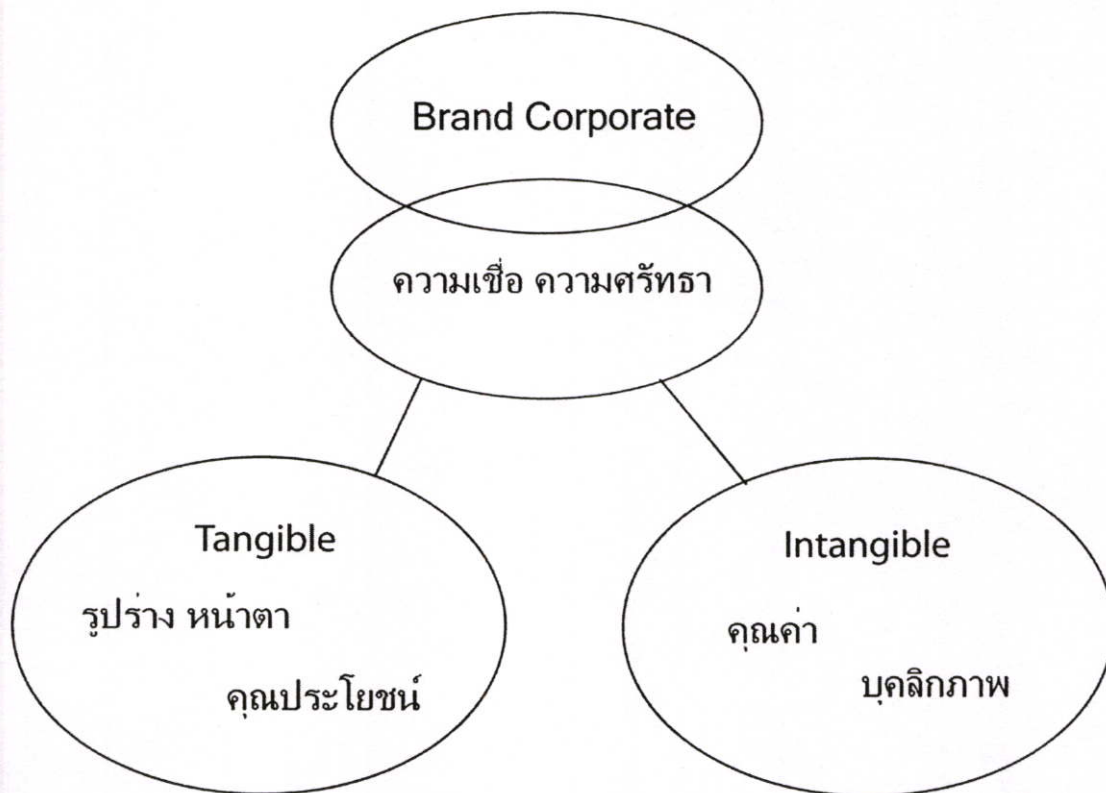 Brand Corporate
ความเชื่อ ความศรัทธา
Tangible
รูปร่าง หน้าตา
คุณประโยชน์
Intangible
คุณค่า
บุคลิกภาพ